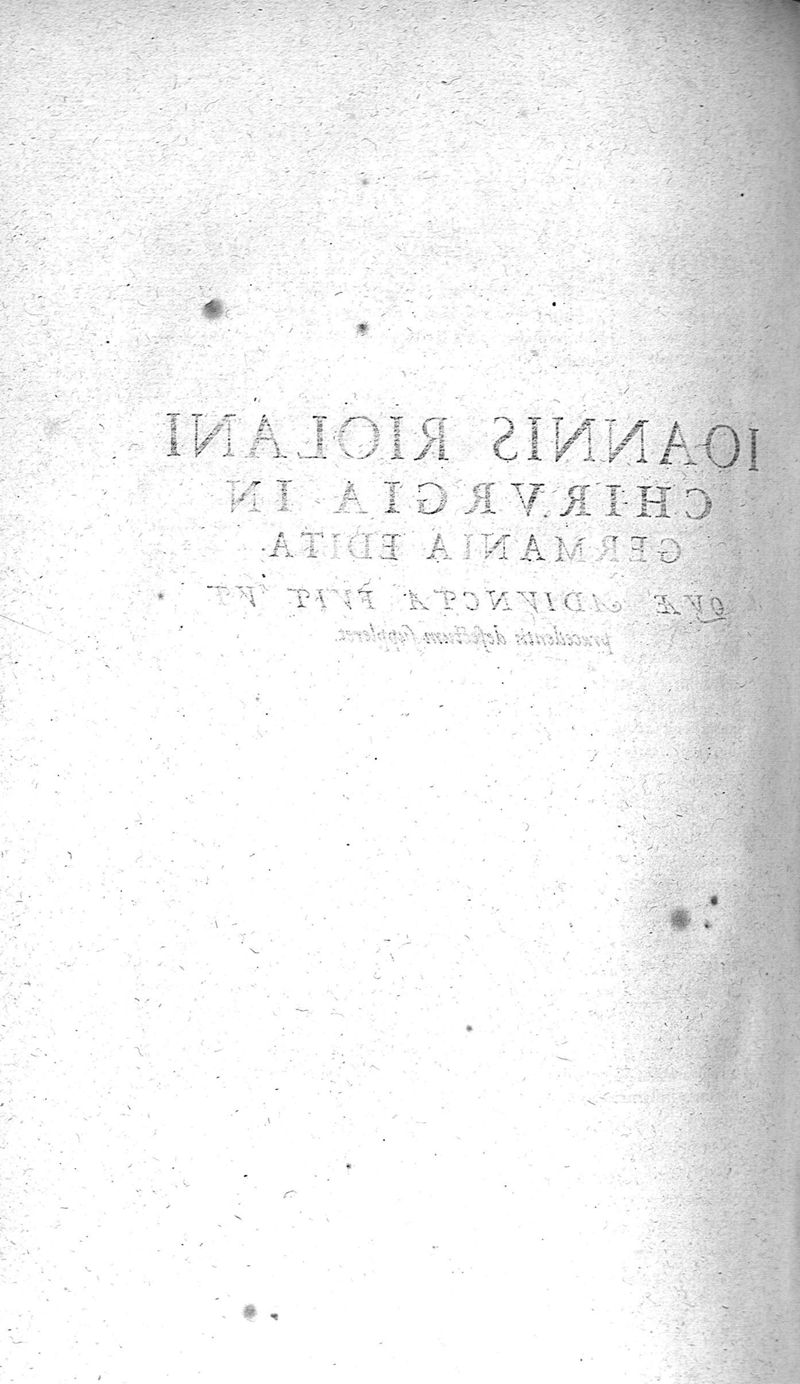 IOANNIS RIOLANI
CHIRVRGIA IN
GERMANIA EDITA.
QVÆ ADIVNCTA FVIT VT
præcedentis defectum suppleret.